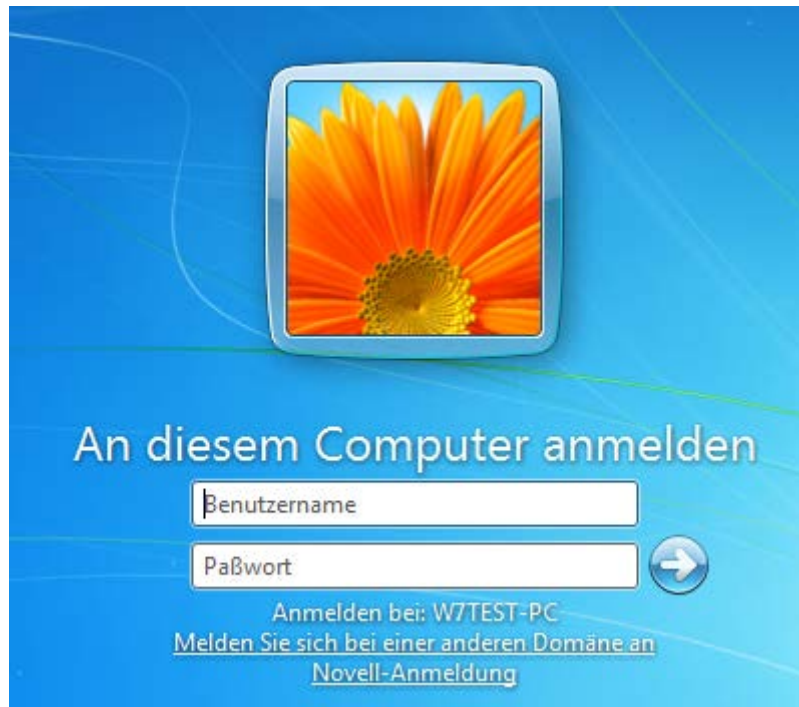 An diesem Computer anmelden
Benutzername
Paßwort
Anmelden bei: W7TEST-PC
Melden Sie sich bei einer anderen Domäne an
Novell-Anmeldung